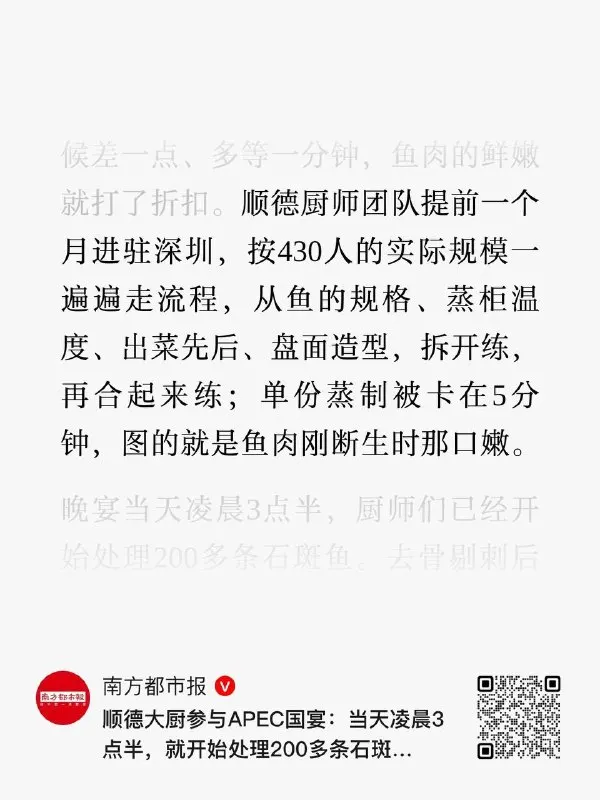 候差一点、多等一分钟，鱼肉的鲜嫩
就打了折扣。顺德厨师团队提前一个
月进驻深圳，按430人的实际规模一
遍遍走流程，从鱼的规格、蒸柜温
度、出菜先后、盘面造型，拆开练，
再合起来练；单份蒸制被卡在5分
钟，图的就是鱼肉刚断生时那口嫩。
晚宴当天凌晨3点半，厨师们已经开
始处理200多条石斑鱼。去骨剔刺后
南方都市报
南方都市报
顺德大厨参与APEC国宴：当天凌晨3
点半，就开始处理200多条石斑...